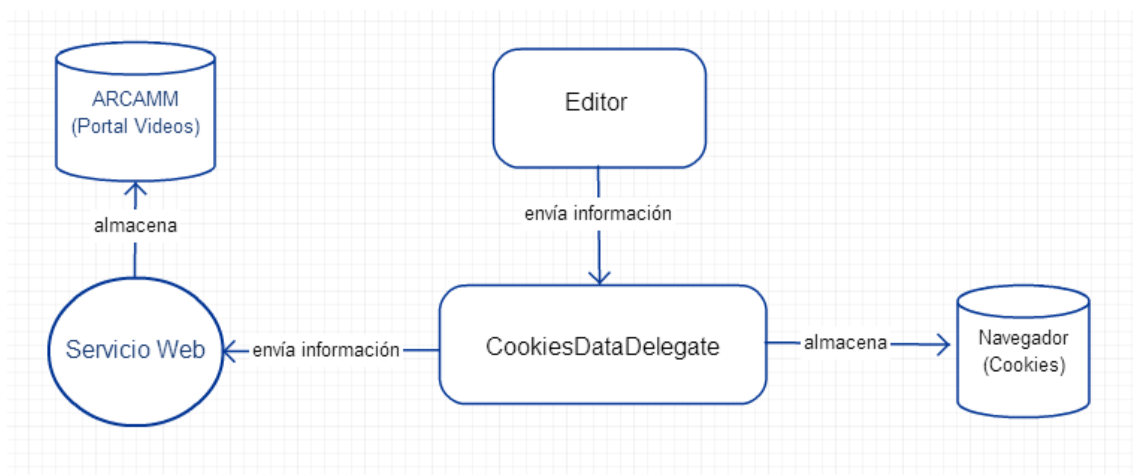 ARCAMM
(Portal Videos)
Editor
envía información
almacena
Servicio Web
envía información
CookiesDataDelegate
almacena
Navegador
(Cookies)